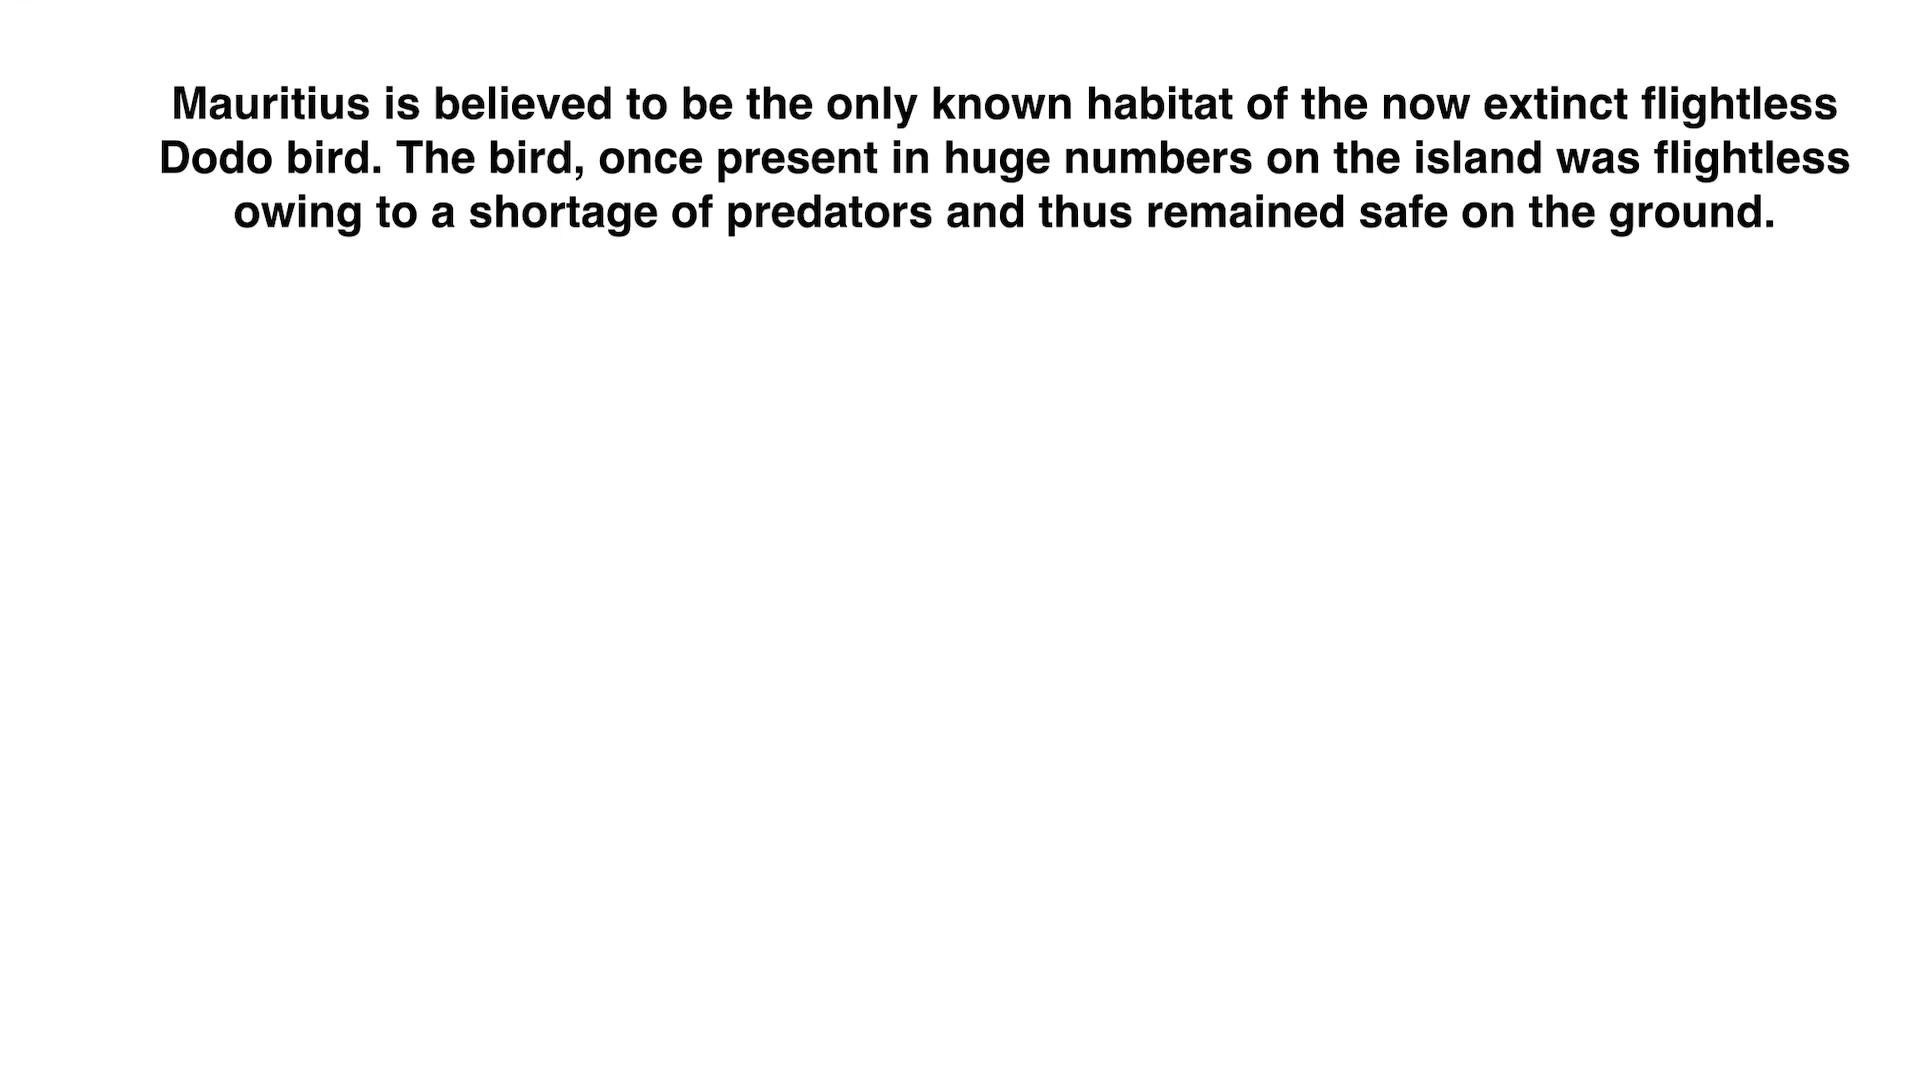 Mauritius is believed to be the only known habitat of the now extinct flightless
Dodo bird. The bird, once present in huge numbers on the island was flightless
owing to a shortage of predators and thus remained safe on the ground.